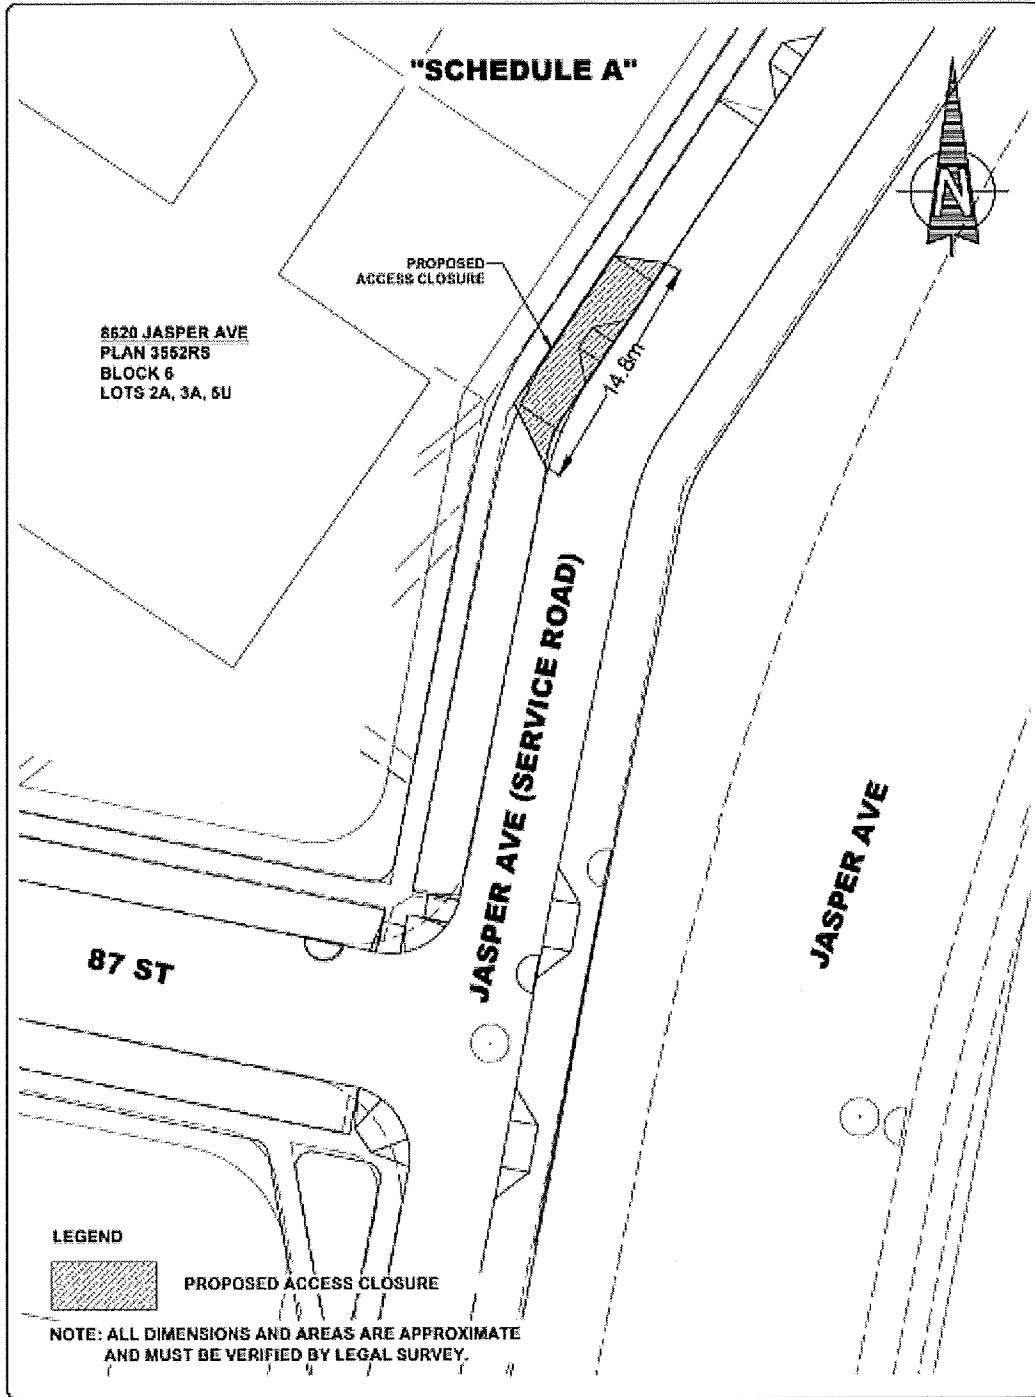 "SCHEDULE A"
N
PROPOSED
ACCESS CLOSURE
8620 JASPER AVE
PLAN 3552RS
BLOCK 6
LOTS 2A, 3A, 5U
14.8m
JASPER AVE (SERVICE ROAD)
JASPER AVE
87 ST
LEGEND
PROPOSED ACCESS CLOSURE
NOTE: ALL DIMENSIONS AND AREAS ARE APPROXIMATE
AND MUST BE VERIFIED BY LEGAL SURVEY.